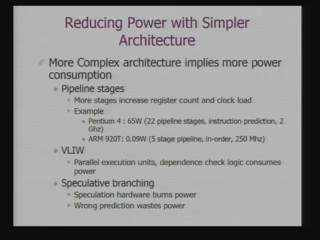 Reducing Power with Simpler
Architecture
More Complex architecture implies more power
consumption
Pipeline stages
More stages increase register count and clock load
Example
Pentium 4 : 65W (22 pipeline stages, instruction prediction, 2
Ghz)
ARM 920T: 0.09W (5 stage pipeline, in-order, 250 Mhz)
VLIW
Parallel execution units, dependence check logic consumes
power
Speculative branching
Speculation hardware burns power
Wrong prediction wastes power